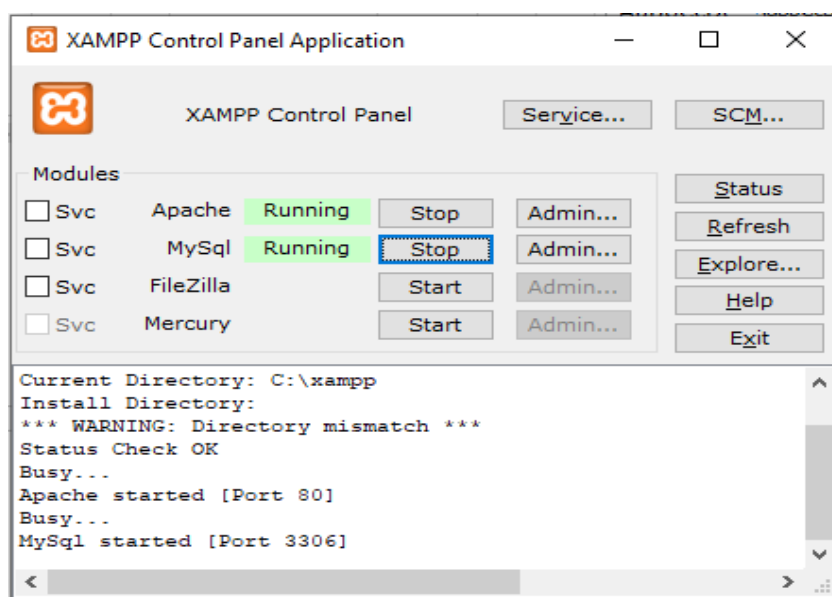 XAMPP Control Panel Application
XAMPP Control Panel Service... SCM...
Modules
Svc Apache Running Stop Admin...
Svc MySql Running Stop Admin...
Svc FileZilla Start Admin...
Svc Mercury Start Admin...
Status
Refresh
Explore...
Help
Exit
Current Directory: C:\xampp
Install Directory:
*** WARNING: Directory mismatch ***
Status Check OK
Busy...
Apache started [Port 80]
Busy...
MySql started [Port 3306]